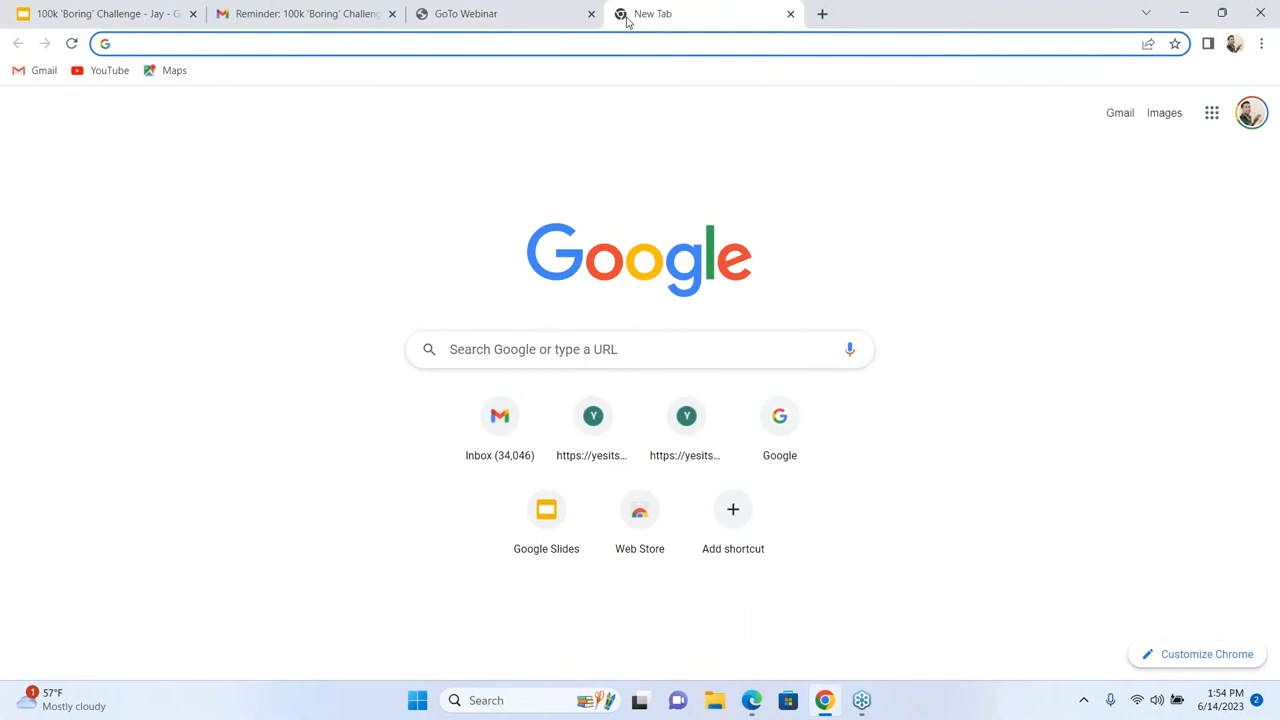 100k 'Boring' Challenge - Jay - G
Reminder: 100k 'Boring' Challeng
GoTo Webinar
New Tab
Gmail
YouTube
Maps
Gmail
Images
Google
Search Google or type a URL
Inbox (34,046)
https://yesits...
https://yesits...
Google
Google Slides
Web Store
Add shortcut
Customize Chrome
1
57°F
Mostly cloudy
Search
1:54 PM
6/14/2023
2